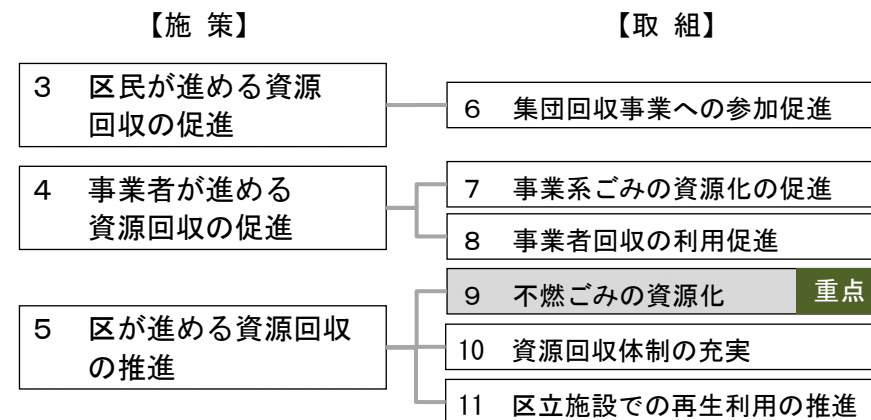 【施 策】
【取 組】
３ 区民が進める資源
回収の促進
６ 集団回収事業への参加促進
４ 事業者が進める
資源回収の促進
７ 事業系ごみの資源化の促進
８ 事業者回収の利用促進
５ 区が進める資源回収
の推進
９ 不燃ごみの資源化 重点
10 資源回収体制の充実
11 区立施設での再生利用の推進